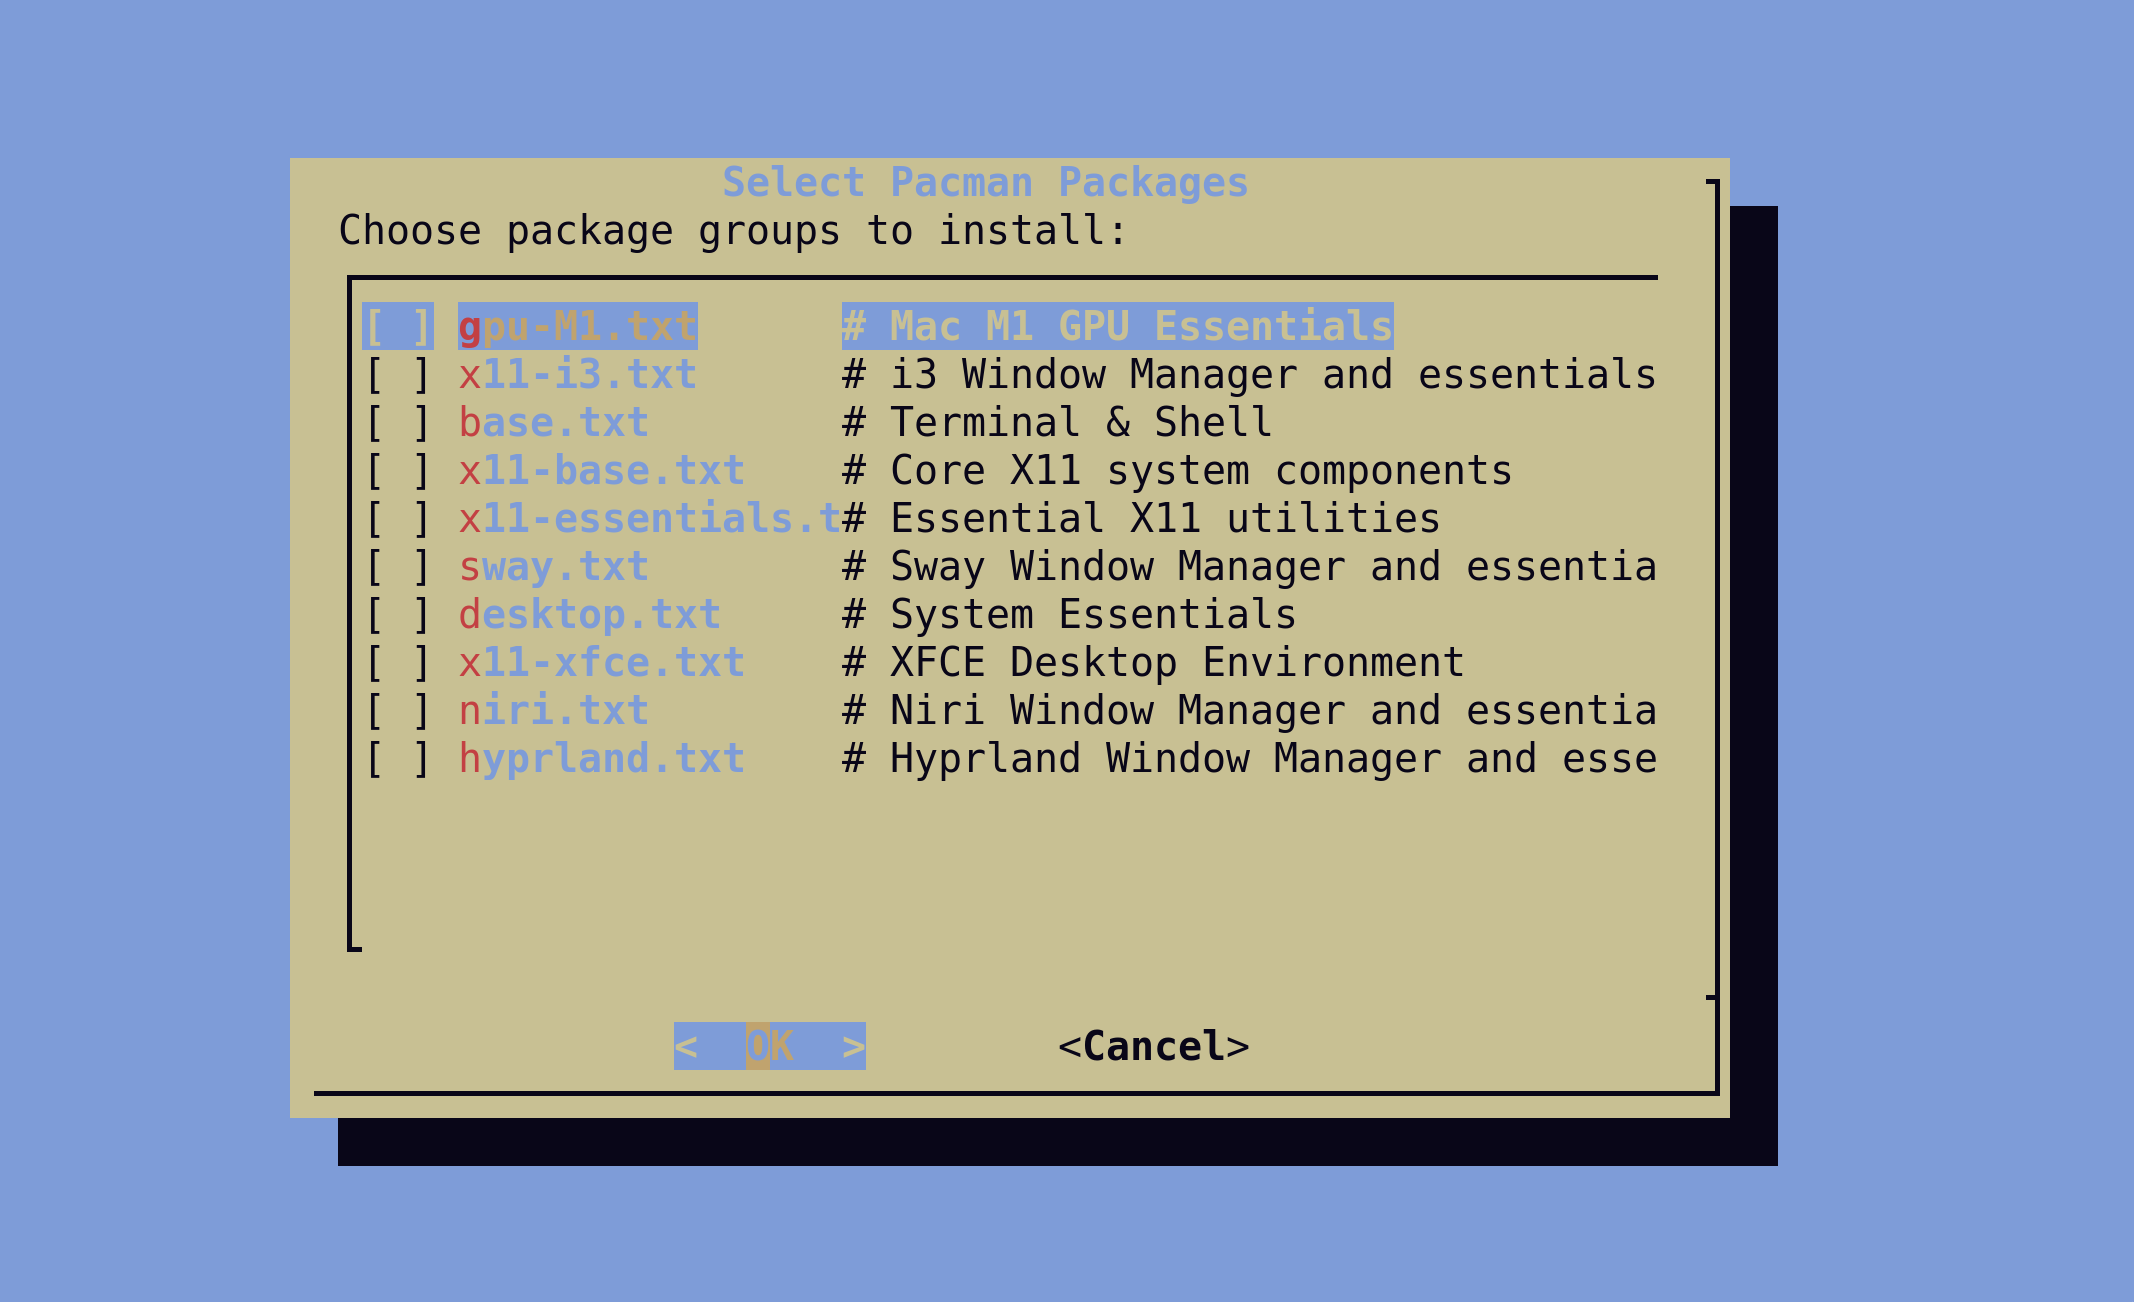 Select Pacman Packages
Choose package groups to install:
[ ] gpu-M1.txt # Mac M1 GPU Essentials
[ ] x11-i3.txt # i3 Window Manager and essentials
[ ] base.txt # Terminal & Shell
[ ] x11-base.txt # Core X11 system components
[ ] x11-essentials.t# Essential X11 utilities
[ ] sway.txt # Sway Window Manager and essentia
[ ] desktop.txt # System Essentials
[ ] x11-xfce.txt # XFCE Desktop Environment
[ ] niri.txt # Niri Window Manager and essentia
[ ] hyprland.txt # Hyprland Window Manager and esse
< OK > <Cancel>